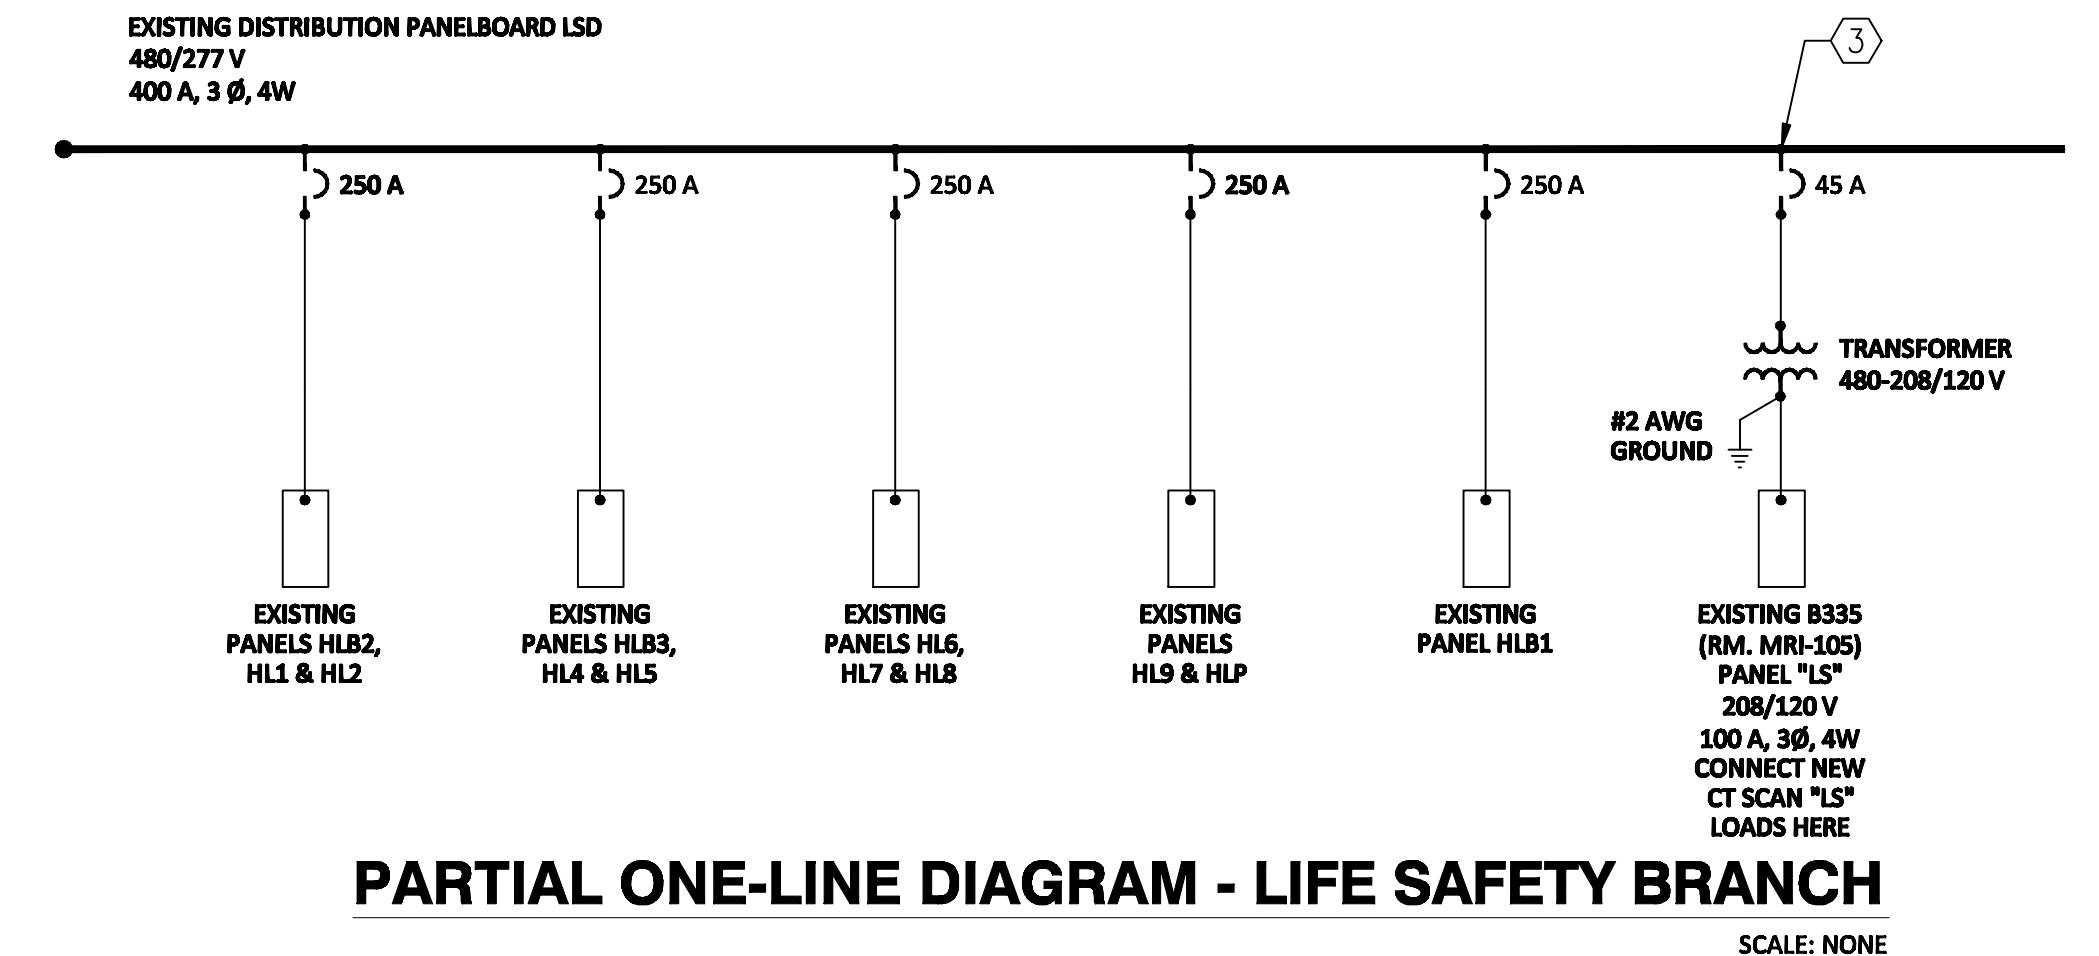 EXISTING DISTRIBUTION PANELBOARD LSD
480/277 V
400 A, 3 Ø, 4W
3
250 A
250 A
250 A
250 A
250 A
45 A
TRANSFORMER
480-208/120 V
#2 AWG
GROUND
EXISTING
PANELS HLB2,
HL1 & HL2
EXISTING
PANELS HLB3,
HL4 & HL5
EXISTING
PANELS HL6,
HL7 & HL8
EXISTING
PANELS
HL9 & HLP
EXISTING
PANEL HLB1
EXISTING B335
(RM. MRI-105)
PANEL "LS"
208/120 V
100 A, 3Ø, 4W
CONNECT NEW
CT SCAN "LS"
LOADS HERE
PARTIAL ONE-LINE DIAGRAM - LIFE SAFETY BRANCH
SCALE: NONE